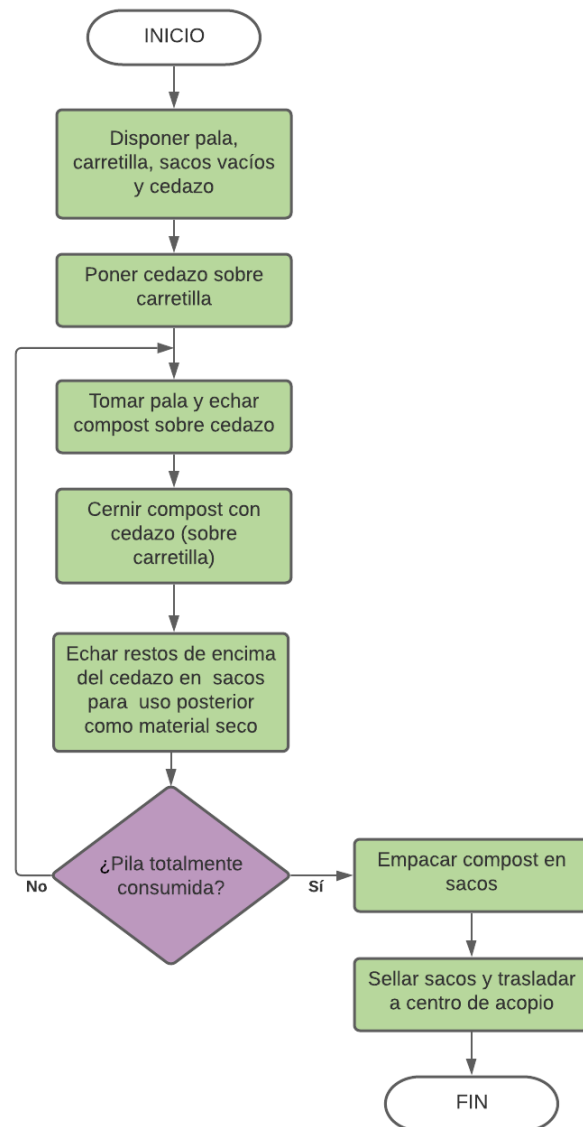 INICIO
Disponer pala,
carretilla, sacos vacíos
y cedazo
Poner cedazo sobre
carretilla
Tomar pala y echar
compost sobre cedazo
Cernir compost con
cedazo (sobre
carretilla)
Echar restos de encima
del cedazo en sacos
para uso posterior
como material seco
¿Pila totalmente
consumida?
No
Sí
Empacar compost en
sacos
Sellar sacos y trasladar
a centro de acopio
FIN